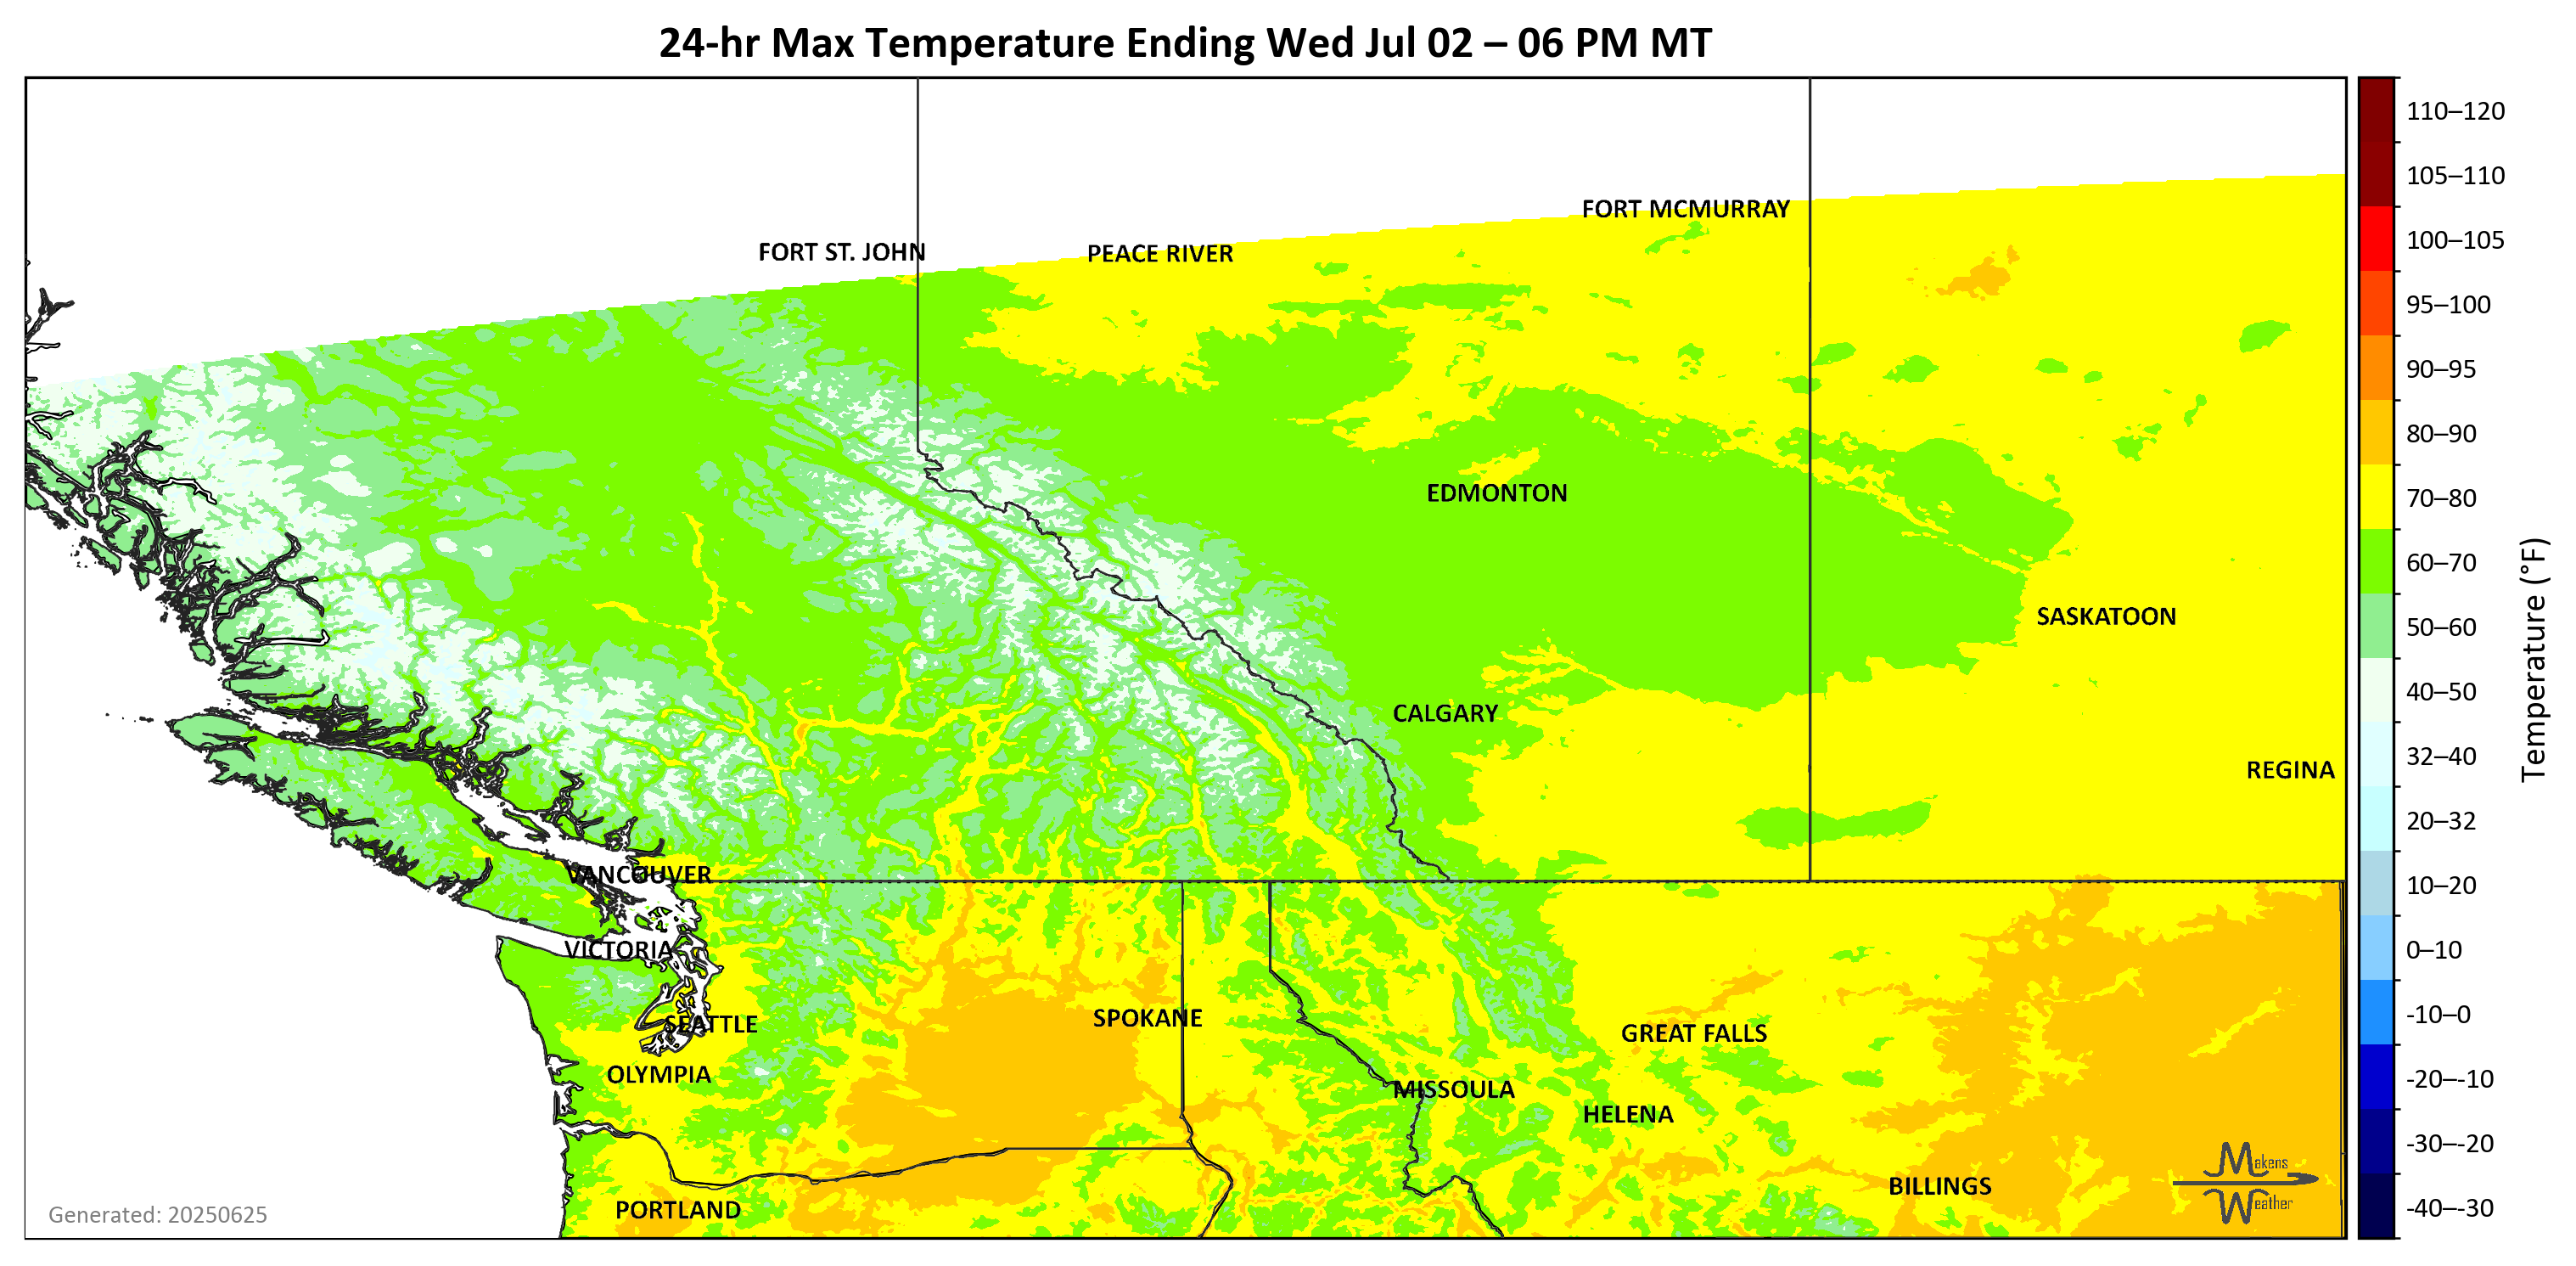 24-hr Max Temperature Ending Wed Jul 02 – 06 PM MT
FORT MCMURRAY
FORT ST. JOHN
PEACE RIVER
EDMONTON
SASKATOON
CALGARY
REGINA
VANCOUVER
VICTORIA
SPOKANE
SEATTLE
GREAT FALLS
OLYMPIA
MISSOULA
HELENA
BILLINGS
PORTLAND
Makens
Weather
Generated: 20250625
110–120
105–110
100–105
95–100
90–95
80–90
70–80
60–70
50–60
40–50
32–40
20–32
10–20
0–10
-10–0
-20–-10
-30–-20
-40–-30
Temperature (°F)